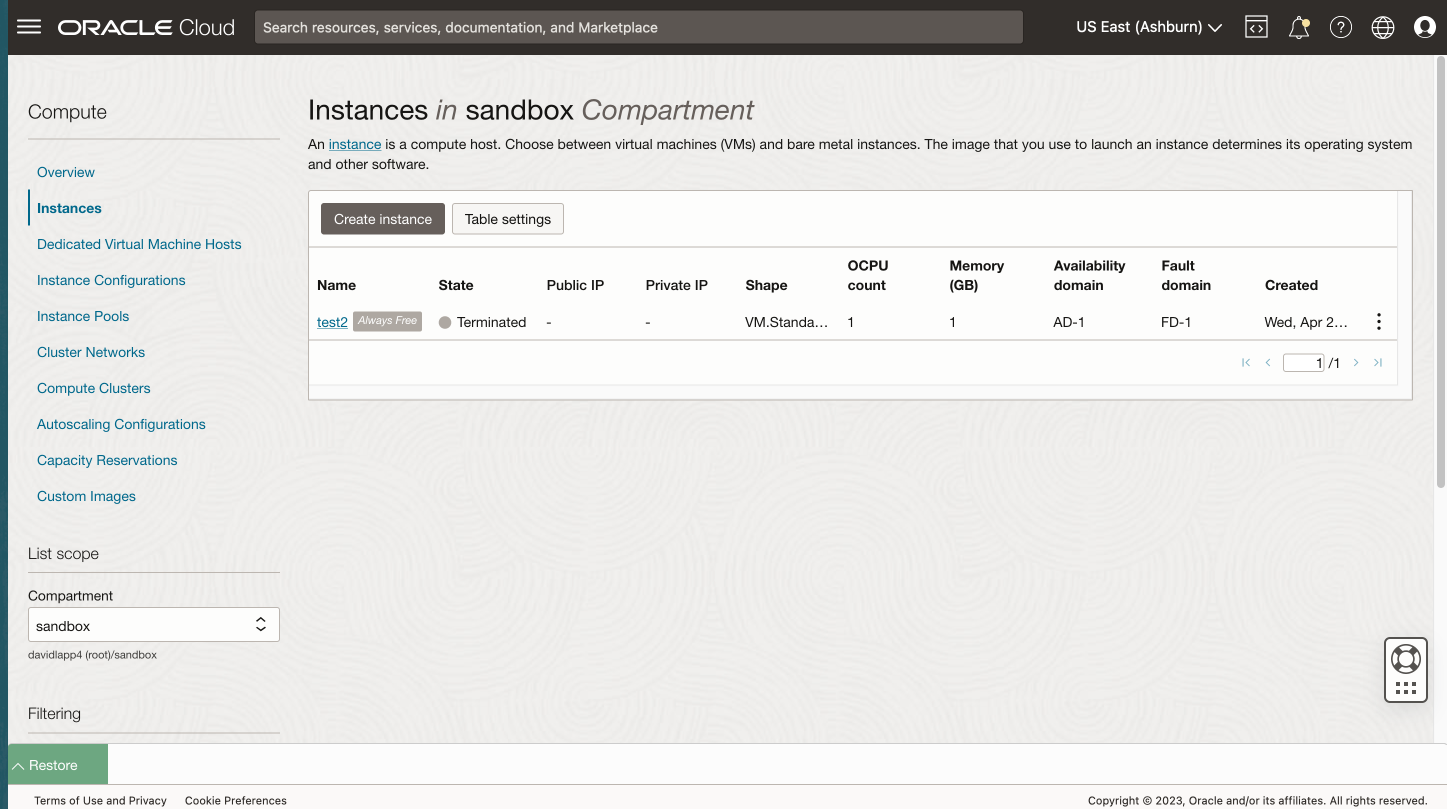 ORACLE Cloud
Search resources, services, documentation, and Marketplace
US East (Ashburn)
Compute
Overview
Instances
Dedicated Virtual Machine Hosts
Instance Configurations
Instance Pools
Cluster Networks
Compute Clusters
Autoscaling Configurations
Capacity Reservations
Custom Images
List scope
Compartment
sandbox
davidlapp4 (root)/sandbox
Filtering
Instances in sandbox Compartment
An instance is a compute host. Choose between virtual machines (VMs) and bare metal instances. The image that you use to launch an instance determines its operating system
and other software.
Create instance Table settings
Name State Public IP Private IP Shape OCPU count Memory (GB) Availability domain Fault domain Created
test2 Always Free Terminated - - VM.Standa... 1 1 AD-1 FD-1 Wed, Apr 2...
1 /1
Restore
Terms of Use and Privacy Cookie Preferences Copyright © 2023, Oracle and/or its affiliates. All rights reserved.